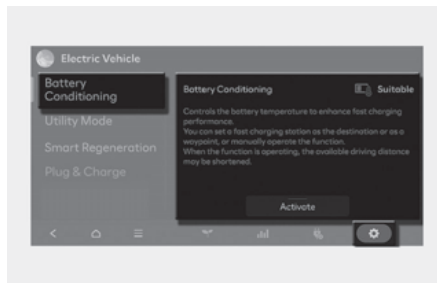 Electric Vehicle
Battery
Conditioning
Utility Mode
Smart Regeneration
Plug & Charge
Battery Conditioning
Suitable
Controls the battery temperature to enhance fast charging
performance.
You can set a fast charging station as the destination or as a
waypoint, or manually operate the function.
When the function is operating, the available driving distance
may be shortened.
Activate